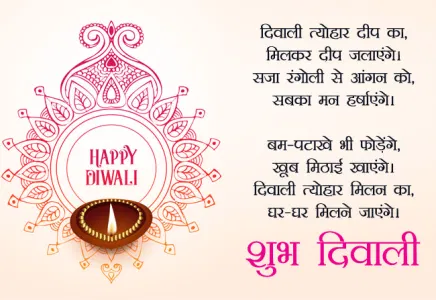 HAPPY
DIWALI
दिवाली त्योहार दीप का,
मिलकर दीप जलाएंगे।
सजा रंगोली से आंगन को,
सबका मन हर्षाएंगे।
बम-पटाखे भी फोड़ेंगे,
खूब मिठाई खाएंगे।
दिवाली त्योहार मिलन का,
घर-घर मिलने जाएंगे।
शुभ दिवाली